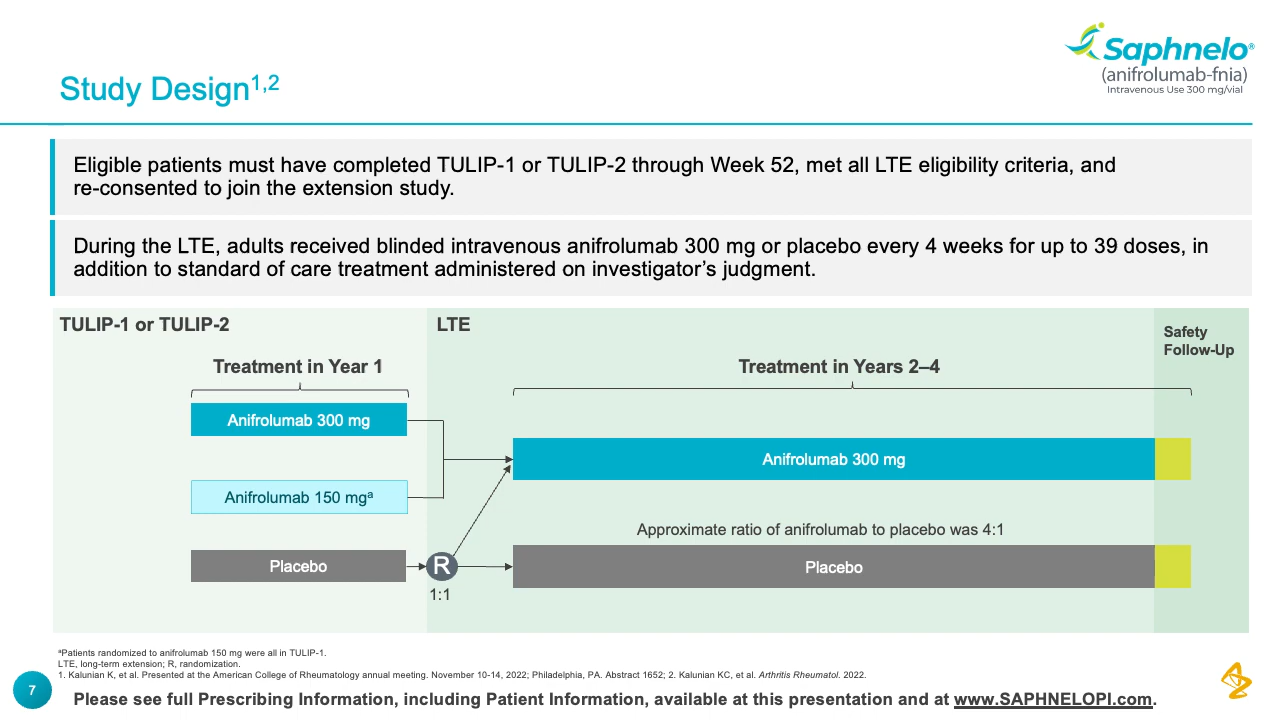 Saphnelo®
(anifrolumab-fnia)
Intravenous Use 300 mg/vial
Study Design1,2
Eligible patients must have completed TULIP-1 or TULIP-2 through Week 52, met all LTE eligibility criteria, and
re-consented to join the extension study.
During the LTE, adults received blinded intravenous anifrolumab 300 mg or placebo every 4 weeks for up to 39 doses, in
addition to standard of care treatment administered on investigator’s judgment.
TULIP-1 or TULIP-2
LTE
Safety
Follow-Up
Treatment in Year 1
Treatment in Years 2–4
Anifrolumab 300 mg
Anifrolumab 300 mg
Anifrolumab 150 mgª
Approximate ratio of anifrolumab to placebo was 4:1
Placebo
R
1:1
Placebo
ªPatients randomized to anifrolumab 150 mg were all in TULIP-1.
LTE, long-term extension; R, randomization.
1. Kalunian K, et al. Presented at the American College of Rheumatology annual meeting. November 10-14, 2022; Philadelphia, PA. Abstract 1652; 2. Kalunian KC, et al. Arthritis Rheumatol. 2022.
7
Please see full Prescribing Information, including Patient Information, available at this presentation and at www.SAPHNELOPI.com.